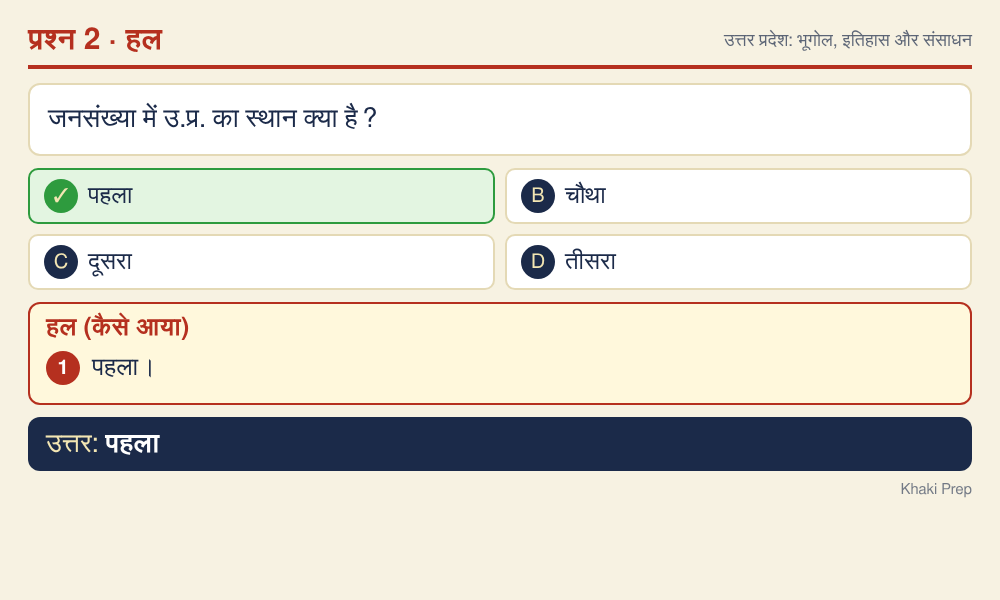 प्रश्न 2 · हल
उत्तर प्रदेश: भूगोल, इतिहास और संसाधन
जनसंख्या में उ.प्र. का स्थान क्या है ?
✓ पहला
B चौथा
C दूसरा
D तीसरा
हल (कैसे आया)
1 पहला।
उत्तर: पहला
Khaki Prep